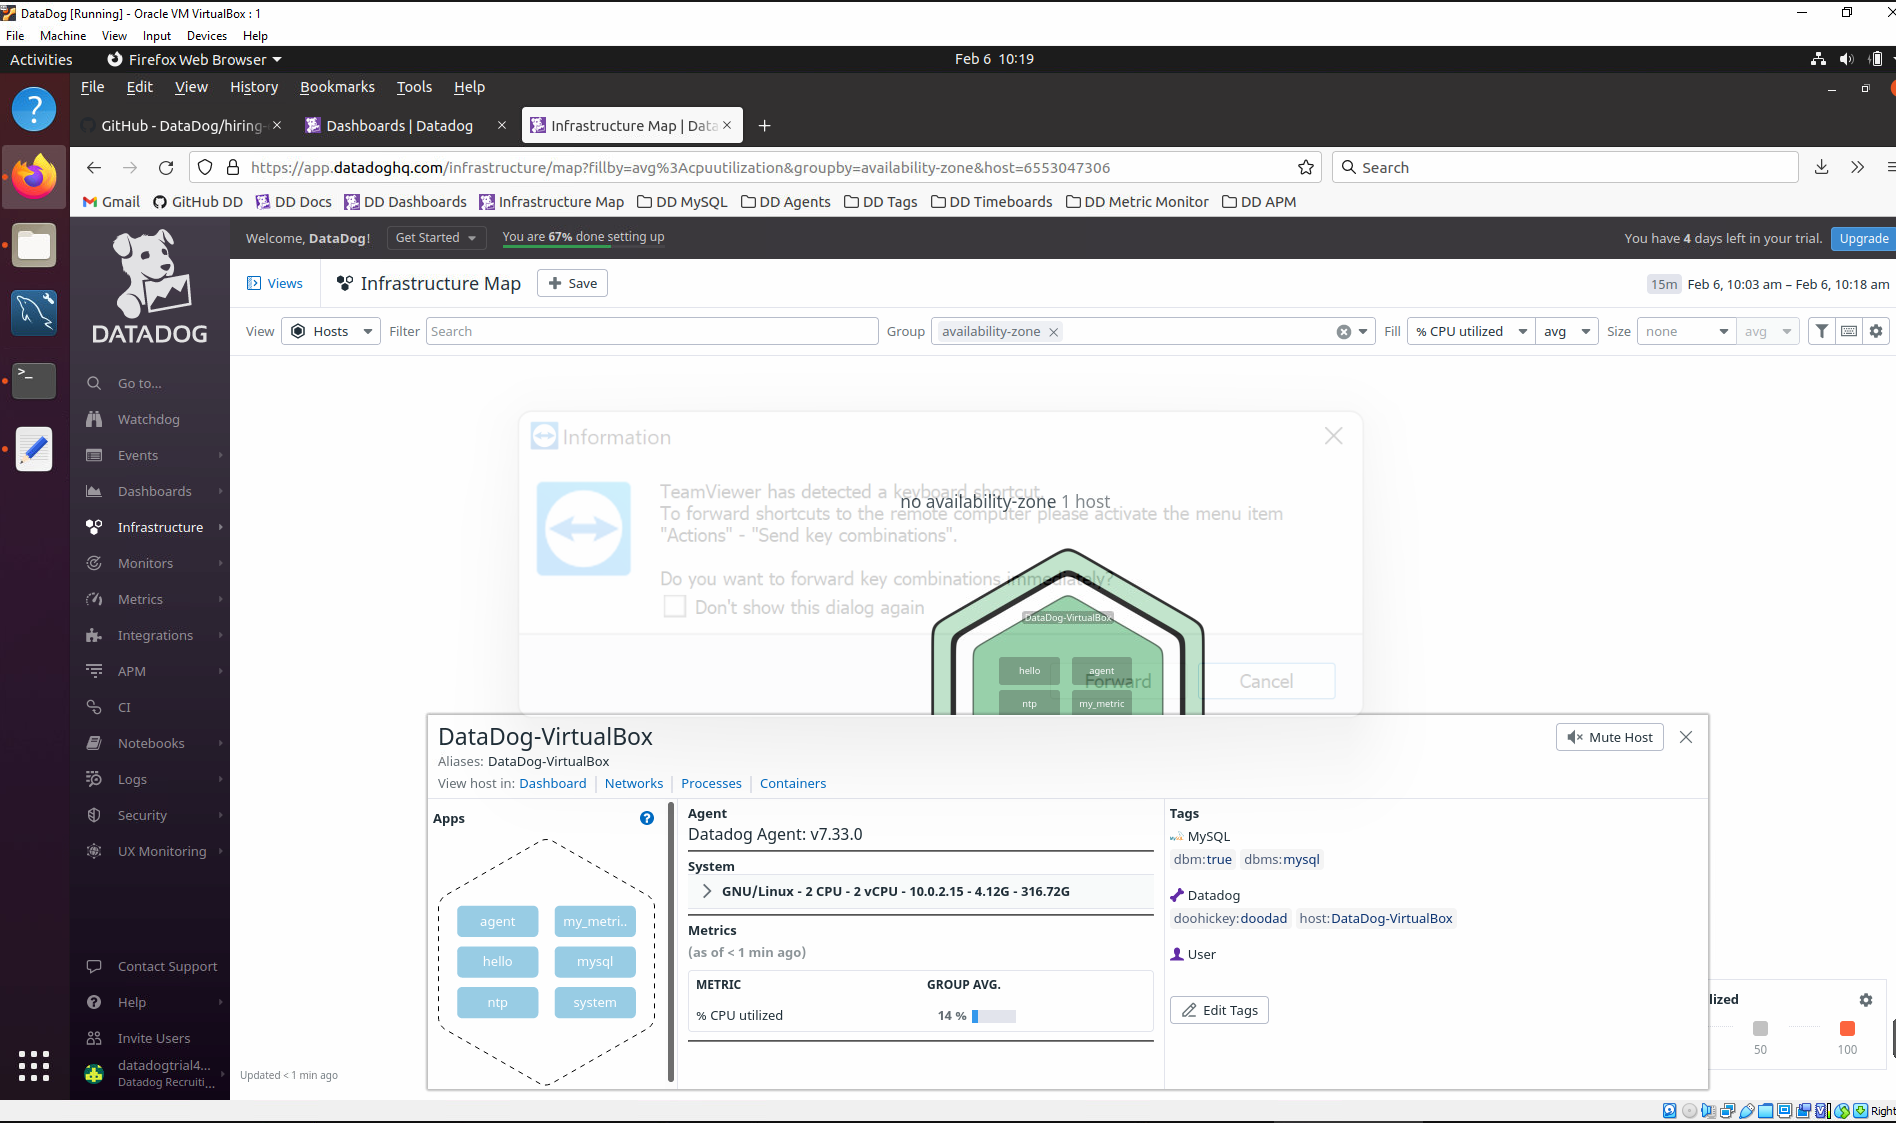 DataDog [Running] - Oracle VM VirtualBox : 1
File Machine View Input Devices Help
Activities Firefox Web Browser Feb 6 10:19
File Edit View History Bookmarks Tools Help
GitHub - DataDog/hiring- Dashboards | Datadog Infrastructure Map | Data
https://app.datadoghq.com/infrastructure/map?fillby=avg%3Acpuutilization&groupby=availability-zone&host=6553047306 Search
Gmail GitHub DD DD Docs DD Dashboards Infrastructure Map DD MySQL DD Agents DD Tags DD Timeboards DD Metric Monitor DD APM
Welcome, DataDog! Get Started You are 67% done setting up You have 4 days left in your trial. Upgrade
Views Infrastructure Map + Save 15m Feb 6, 10:03 am – Feb 6, 10:18 am
View Hosts Filter Search Group availability-zone Fill % CPU utilized avg Size none avg
DATADOG
Go to...
Watchdog
Events
Dashboards
Infrastructure
Monitors
Metrics
Integrations
APM
CI
Notebooks
Logs
Security
UX Monitoring
Contact Support
Help
Invite Users
datadogtrial4...
Datadog Recruiti...
Information
TeamViewer has detected a keyboard shortcut.
To forward shortcuts to the remote computer please activate the menu item
"Actions" - "Send key combinations".
Do you want to forward key combinations immediately?
Don't show this dialog again
Forward Cancel
no availability-zone 1 host
DataDog-VirtualBox
hello agent
ntp my_metric
DataDog-VirtualBox
Mute Host
Aliases: DataDog-VirtualBox
View host in: Dashboard Networks Processes Containers
Apps
agent my_metri..
hello mysql
ntp system
Agent
Datadog Agent: v7.33.0
System
GNU/Linux - 2 CPU - 2 vCPU - 10.0.2.15 - 4.12G - 316.72G
Metrics
(as of < 1 min ago)
METRIC GROUP AVG.
% CPU utilized 14 %
Tags
MySQL
dbm:true dbms:mysql
Datadog
doohickey:doodad host:DataDog-VirtualBox
User
Edit Tags
lized
50 100
Updated < 1 min ago
Right